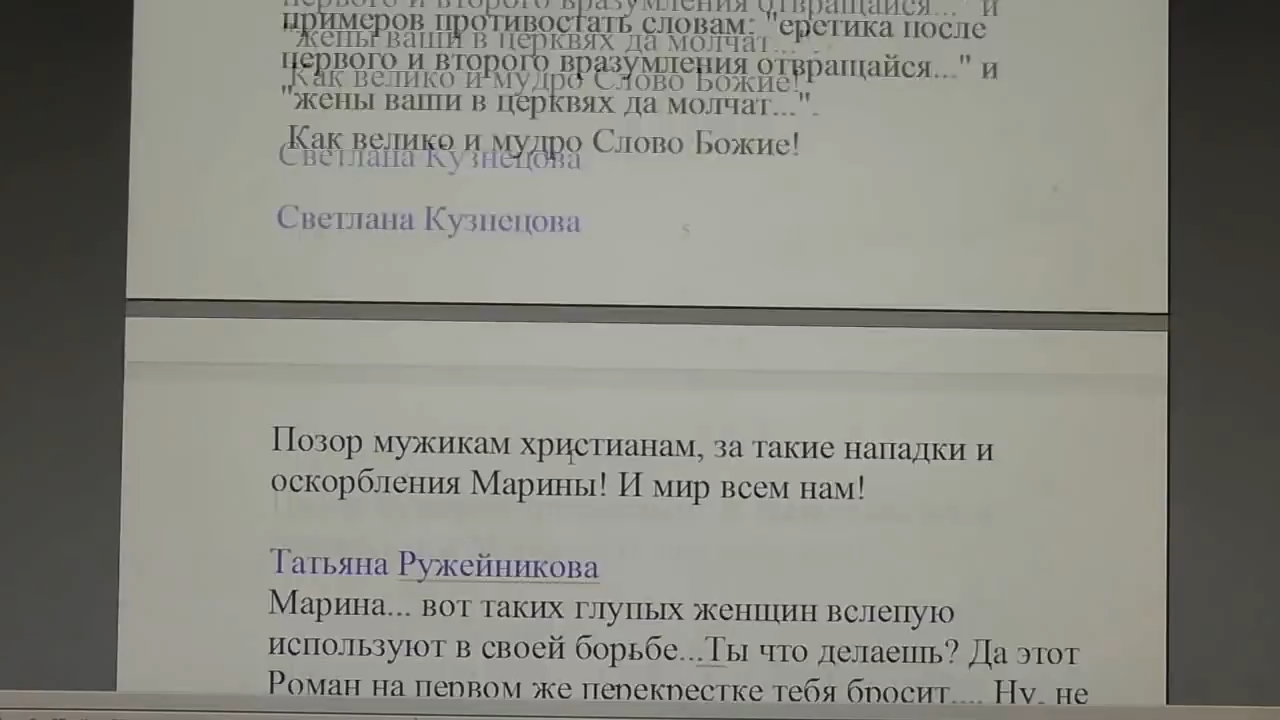 примеров противостать словам: "еретика после
первого и второго вразумления отвращайся..." и
"жены ваши в церквях да молчат...".
Как велико и мудро Слово Божие!
Светлана Кузнецова
Позор мужикам христианам, за такие нападки и
оскорбления Марины! И мир всем нам!
Татьяна Ружейникова
Марина... вот таких глупых женщин вслепую
используют в своей борьбе...Ты что делаешь? Да этот
Роман на первом же перекрестке тебя бросит.... Ну, не